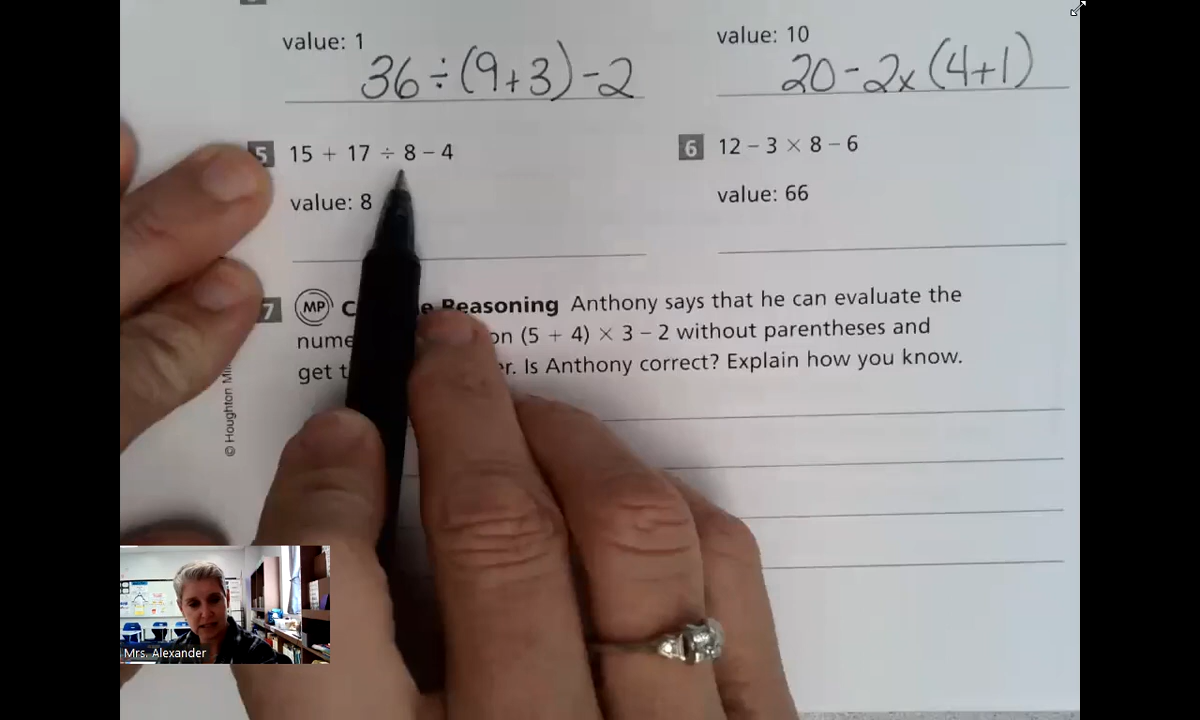 value: 1
36 ÷ (9+3) - 2
value: 10
20 - 2x (4+1)
5 15 + 17 ÷ 8 – 4
value: 8
6 12 – 3 × 8 – 6
value: 66
7 MP Reasoning Anthony says that he can evaluate the
(5 + 4) × 3 – 2 without parentheses and
get Is Anthony correct? Explain how you know.
© Houghton
Mrs. Alexander